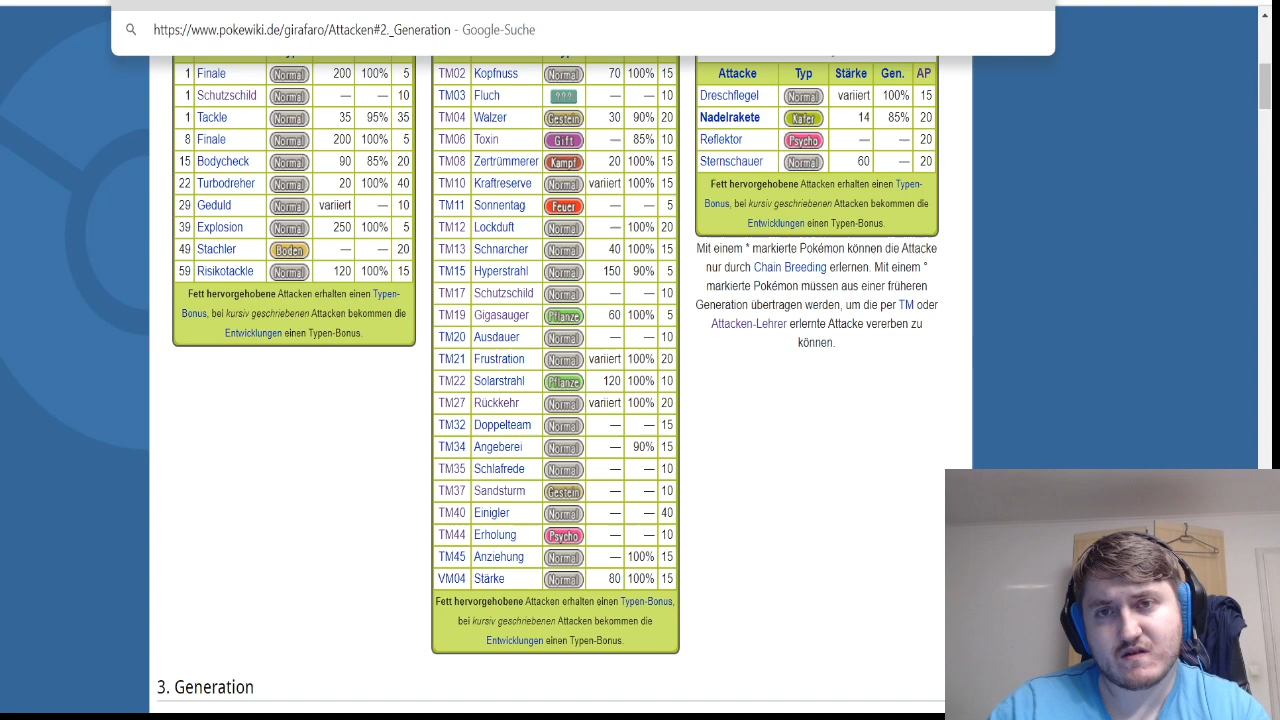 https://www.pokewiki.de/girafaro/Attacken#2._Generation - Google-Suche
1 Finale Normal 200 100% 5
1 Schutzschild Normal — — 10
1 Tackle Normal 35 95% 35
8 Finale Normal 200 100% 5
15 Bodycheck Normal 90 85% 20
22 Turbodreher Normal 20 100% 40
29 Geduld Normal variiert — 10
39 Explosion Normal 250 100% 5
49 Stachler Boden — — 20
59 Risikotackle Normal 120 100% 15
Fett hervorgehobene Attacken erhalten einen Typen-
Bonus, bei kursiv geschriebenen Attacken bekommen die
Entwicklungen einen Typen-Bonus.
TM02 Kopfnuss Normal 70 100% 15
TM03 Fluch ??? — — 10
TM04 Walzer Gestein 30 90% 20
TM06 Toxin Gift — 85% 10
TM08 Zertrümmerer Kampf 20 100% 15
TM10 Kraftreserve Normal variiert 100% 15
TM11 Sonnentag Feuer — — 5
TM12 Lockduft Normal — 100% 20
TM13 Schnarcher Normal 40 100% 15
TM15 Hyperstrahl Normal 150 90% 5
TM17 Schutzschild Normal — — 10
TM19 Gigasauger Pflanze 60 100% 5
TM20 Ausdauer Normal — — 10
TM21 Frustration Normal variiert 100% 20
TM22 Solarstrahl Pflanze 120 100% 10
TM27 Rückkehr Normal variiert 100% 20
TM32 Doppelteam Normal — — 15
TM34 Angeberei Normal — 90% 15
TM35 Schlafrede Normal — — 10
TM37 Sandsturm Gestein — — 10
TM40 Einigler Normal — — 40
TM44 Erholung Psycho — — 10
TM45 Anziehung Normal — 100% 15
VM04 Stärke Normal 80 100% 15
Fett hervorgehobene Attacken erhalten einen Typen-Bonus,
bei kursiv geschriebenen Attacken bekommen die
Entwicklungen einen Typen-Bonus.
Attacke Typ Stärke Gen. AP
Dreschflegel Normal variiert 100% 15
Nadelrakete Käfer 14 85% 20
Reflektor Psycho — — 20
Sternschauer Normal 60 — 20
Fett hervorgehobene Attacken erhalten einen Typen-
Bonus, bei kursiv geschriebenen Attacken bekommen die
Entwicklungen einen Typen-Bonus.
Mit einem * markierte Pokémon können die Attacke
nur durch Chain Breeding erlernen. Mit einem °
markierte Pokémon müssen aus einer früheren
Generation übertragen werden, um die per TM oder
Attacken-Lehrer erlernte Attacke vererben zu
können.
3. Generation